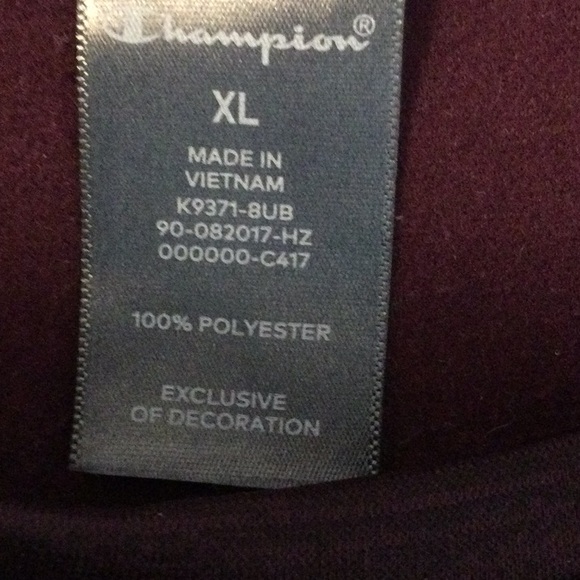 Champion®
XL
MADE IN
VIETNAM
K9371-8UB
90-082017-HZ
000000-C417
100% POLYESTER
EXCLUSIVE
OF DECORATION